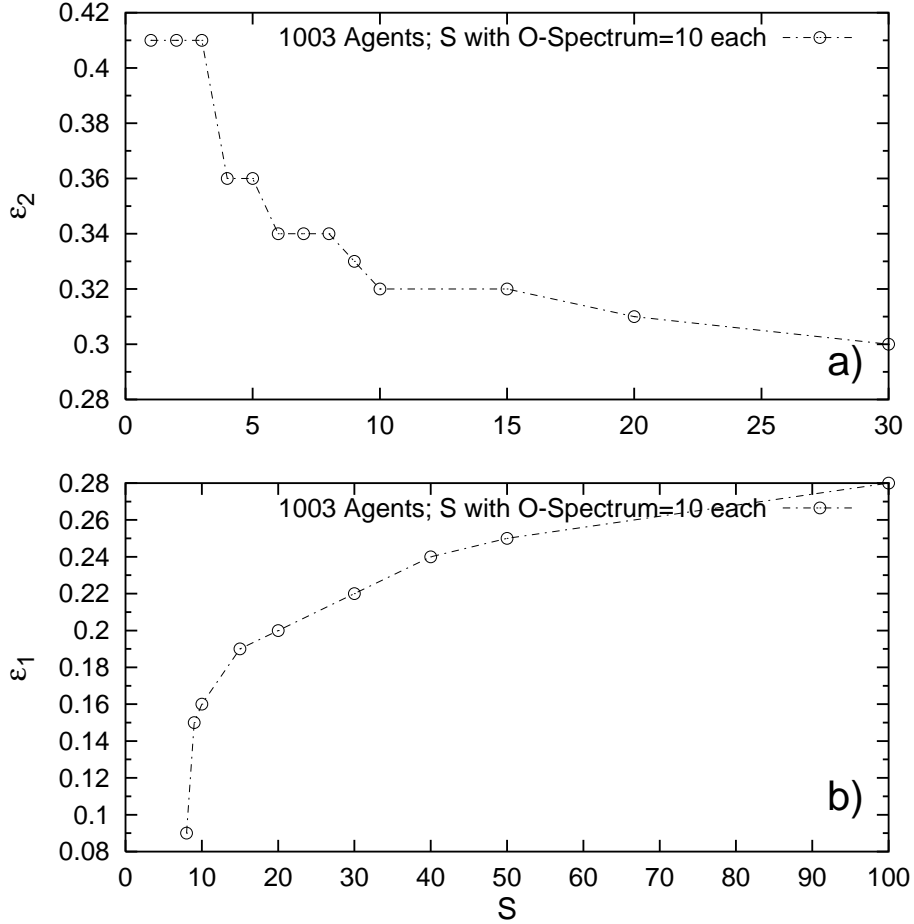 0.42
0.4
0.38
0.36
0.34
0.32
0.3
0.28
ε2
1003 Agents; S with O-Spectrum=10 each
a)
0 5 10 15 20 25 30
0.28
0.26
0.24
0.22
0.2
0.18
0.16
0.14
0.12
0.1
0.08
ε1
1003 Agents; S with O-Spectrum=10 each
b)
0 10 20 30 40 50 60 70 80 90 100
S